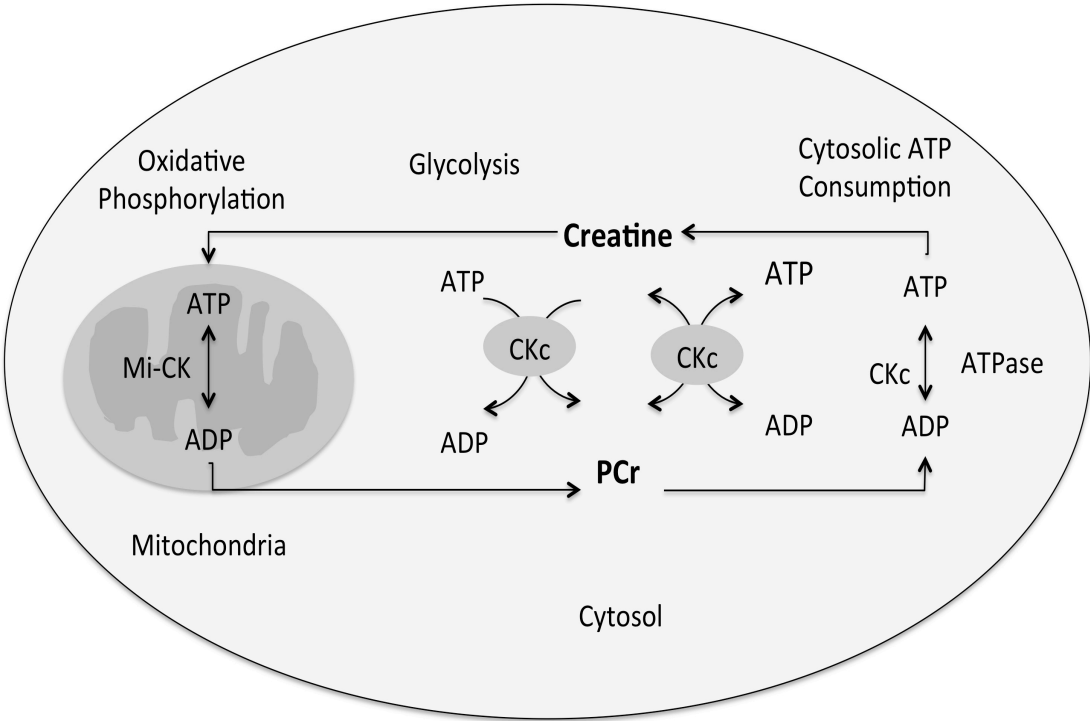 Oxidative
Phosphorylation
Glycolysis
Cytosolic ATP
Consumption
Creatine
ATP
Mi-CK
ADP
ATP
CKc
ADP
ATP
CKc
ADP
ATP
CKc
ATPase
ADP
PCr
Mitochondria
Cytosol